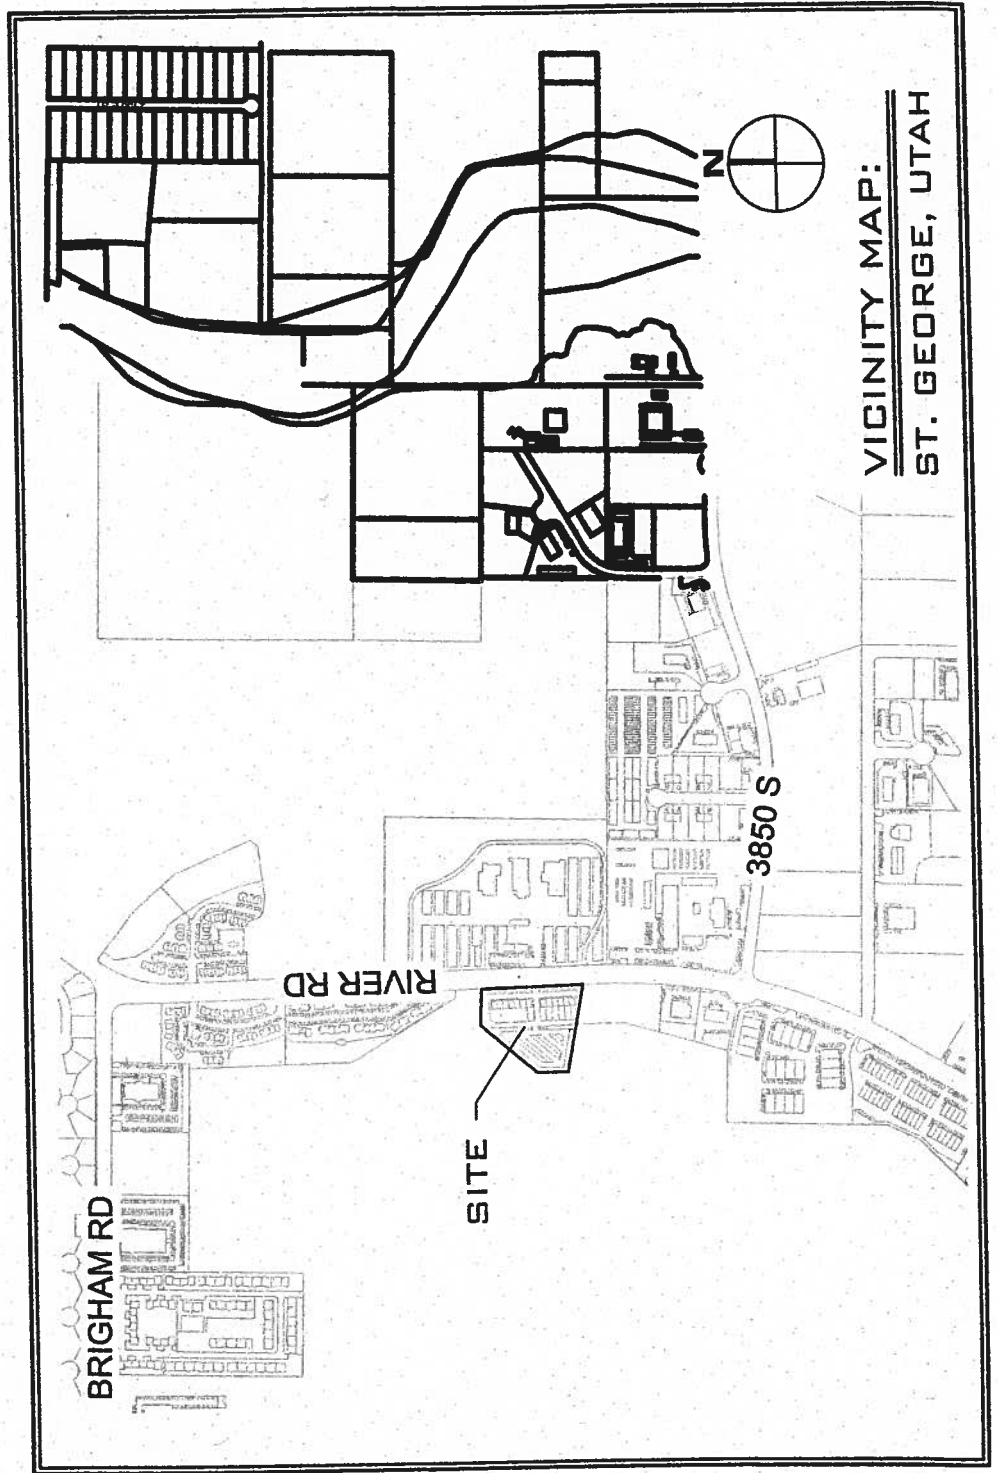 VICINITY MAP:
ST. GEORGE, UTAH
N
BRIGHAM RD
RIVER RD
SITE
3850 S